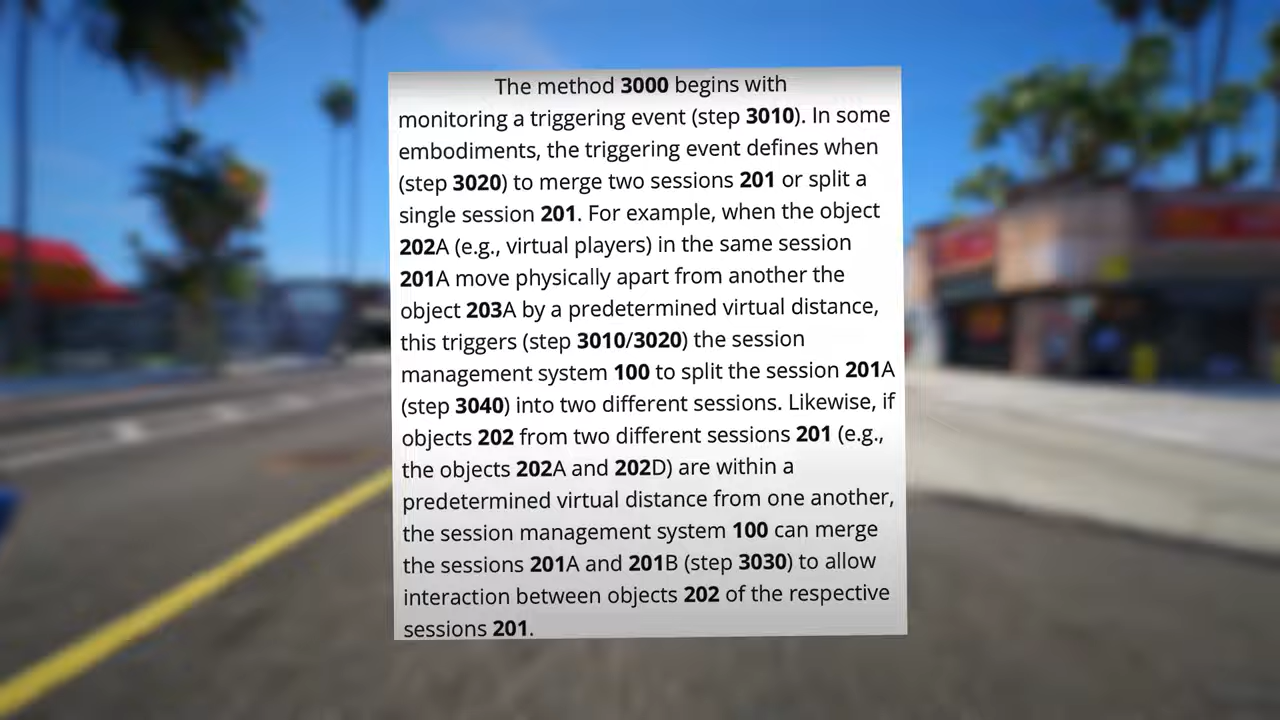 The method 3000 begins with
monitoring a triggering event (step 3010). In some
embodiments, the triggering event defines when
(step 3020) to merge two sessions 201 or split a
single session 201. For example, when the object
202A (e.g., virtual players) in the same session
201A move physically apart from another the
object 203A by a predetermined virtual distance,
this triggers (step 3010/3020) the session
management system 100 to split the session 201A
(step 3040) into two different sessions. Likewise, if
objects 202 from two different sessions 201 (e.g.,
the objects 202A and 202D) are within a
predetermined virtual distance from one another,
the session management system 100 can merge
the sessions 201A and 201B (step 3030) to allow
interaction between objects 202 of the respective
sessions 201.